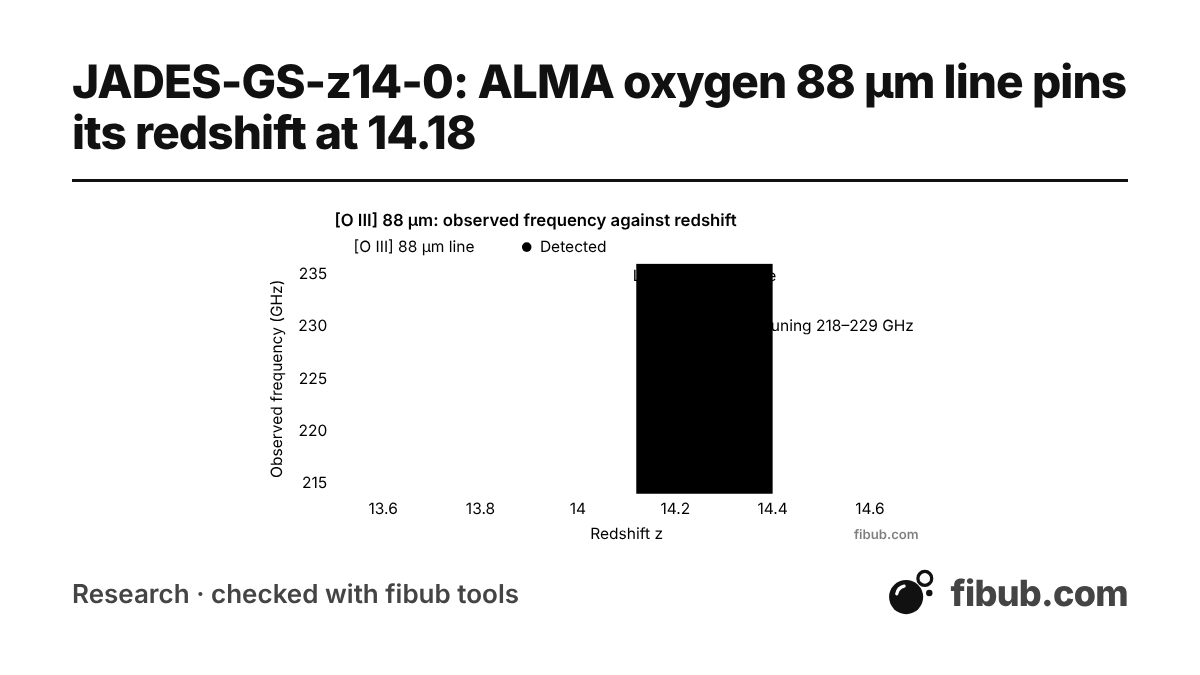 JADES-GS-z14-0: ALMA oxygen 88 µm line pins
its redshift at 14.18
[O III] 88 µm: observed frequency against redshift
[O III] 88 µm line
Detected
235
230
225
220
215
Observed frequency (GHz)
218–229 GHz
13.6
13.8
14
14.2
14.4
14.6
Redshift z
fibub.com
Research · checked with fibub tools
fibub.com